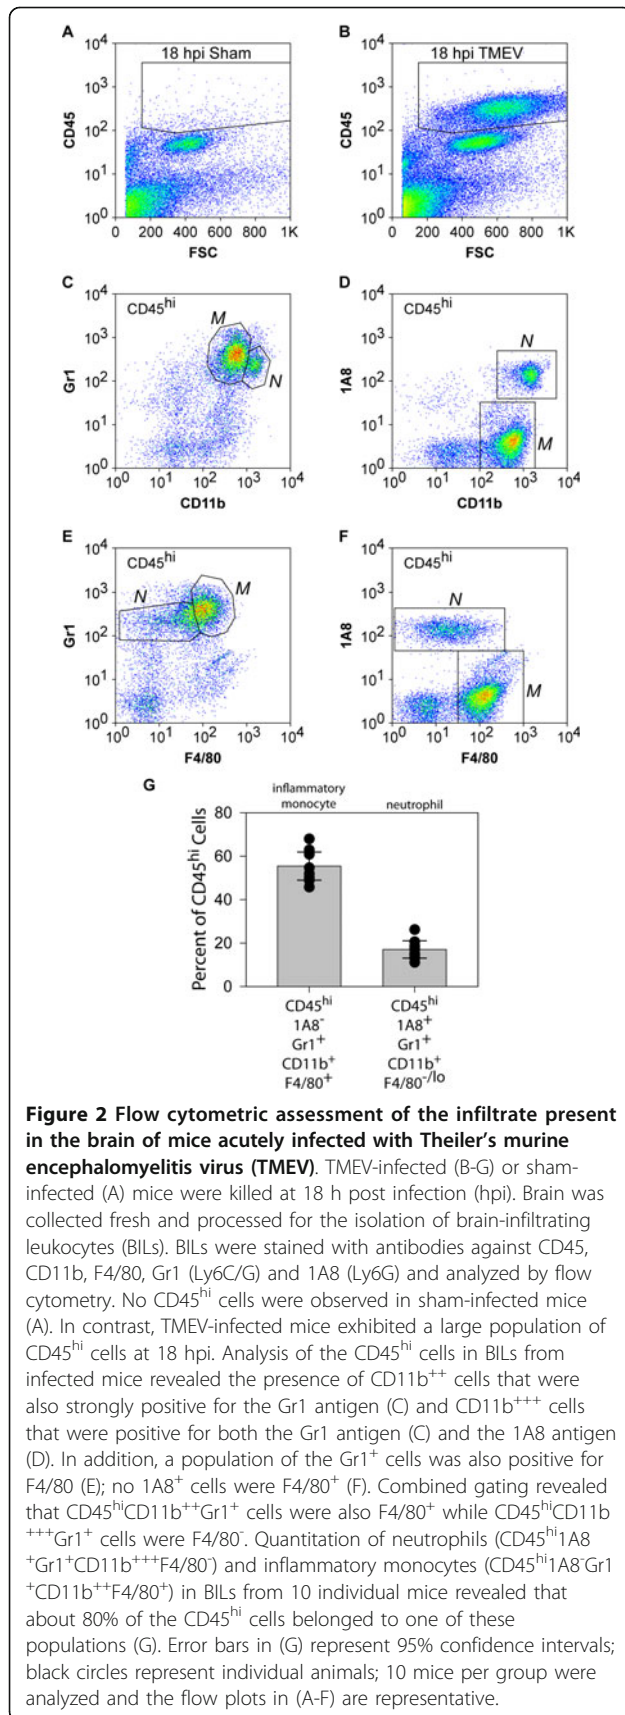 A
B
18 hpi Sham
18 hpi TMEV
10⁴
10³
10²
10¹
10⁰
CD45
0 200 400 600 800 1K
FSC
10⁴
10³
10²
10¹
10⁰
CD45
0 200 400 600 800 1K
FSC
C
D
CD45ʰⁱ
M
N
10⁴
10³
10²
10¹
10⁰
Gr1
10⁰ 10¹ 10² 10³ 10⁴
CD11b
CD45ʰⁱ
N
M
10⁴
10³
10²
10¹
10⁰
1A8
10⁰ 10¹ 10² 10³ 10⁴
CD11b
E
F
CD45ʰⁱ
N
M
10⁴
10³
10²
10¹
10⁰
Gr1
10⁰ 10¹ 10² 10³ 10⁴
F4/80
CD45ʰⁱ
N
M
10⁴
10³
10²
10¹
10⁰
1A8
10⁰ 10¹ 10² 10³ 10⁴
F4/80
G
inflammatory
monocyte
neutrophil
80
60
40
20
0
Percent of CD45ʰⁱ Cells
CD45ʰⁱ
1A8⁻
Gr1⁺
CD11b⁺
F4/80⁺
CD45ʰⁱ
1A8⁺
Gr1⁺
CD11b⁺
F4/80⁻/ˡᵒ
Figure 2 Flow cytometric assessment of the infiltrate present
in the brain of mice acutely infected with Theiler's murine
encephalomyelitis virus (TMEV). TMEV-infected (B-G) or sham-
infected (A) mice were killed at 18 h post infection (hpi). Brain was
collected fresh and processed for the isolation of brain-infiltrating
leukocytes (BILs). BILs were stained with antibodies against CD45,
CD11b, F4/80, Gr1 (Ly6C/G) and 1A8 (Ly6G) and analyzed by flow
cytometry. No CD45ʰⁱ cells were observed in sham-infected mice
(A). In contrast, TMEV-infected mice exhibited a large population of
CD45ʰⁱ cells at 18 hpi. Analysis of the CD45ʰⁱ cells in BILs from
infected mice revealed the presence of CD11b⁺⁺ cells that were
also strongly positive for the Gr1 antigen (C) and CD11b⁺⁺⁺ cells
that were positive for both the Gr1 antigen (C) and the 1A8 antigen
(D). In addition, a population of the Gr1⁺ cells was also positive for
F4/80 (E); no 1A8⁺ cells were F4/80⁺ (F). Combined gating revealed
that CD45ʰⁱCD11b⁺⁺Gr1⁺ cells were also F4/80⁺ while CD45ʰⁱCD11b
⁺⁺⁺Gr1⁺ cells were F4/80⁻. Quantitation of neutrophils (CD45ʰⁱ1A8
⁺Gr1⁺CD11b⁺⁺⁺F4/80⁻) and inflammatory monocytes (CD45ʰⁱ1A8⁻Gr1
⁺CD11b⁺⁺F4/80⁺) in BILs from 10 individual mice revealed that
about 80% of the CD45ʰⁱ cells belonged to one of these
populations (G). Error bars in (G) represent 95% confidence intervals;
black circles represent individual animals; 10 mice per group were
analyzed and the flow plots in (A-F) are representative.